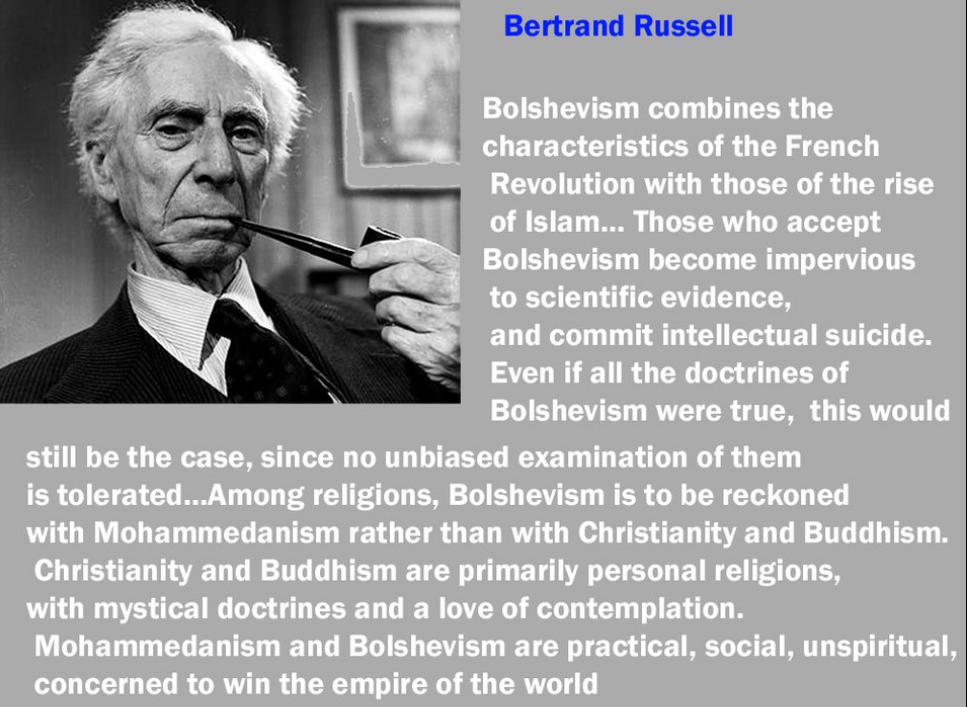 Bertrand Russell
Bolshevism combines the
characteristics of the French
Revolution with those of the rise
of Islam... Those who accept
Bolshevism become impervious
to scientific evidence,
and commit intellectual suicide.
Even if all the doctrines of
Bolshevism were true,  this would
still be the case, since no unbiased examination of them
is tolerated...Among religions, Bolshevism is to be reckoned
with Mohammedanism rather than with Christianity and Buddhism.
Christianity and Buddhism are primarily personal religions,
with mystical doctrines and a love of contemplation.
Mohammedanism and Bolshevism are practical, social, unspiritual,
concerned to win the empire of the world